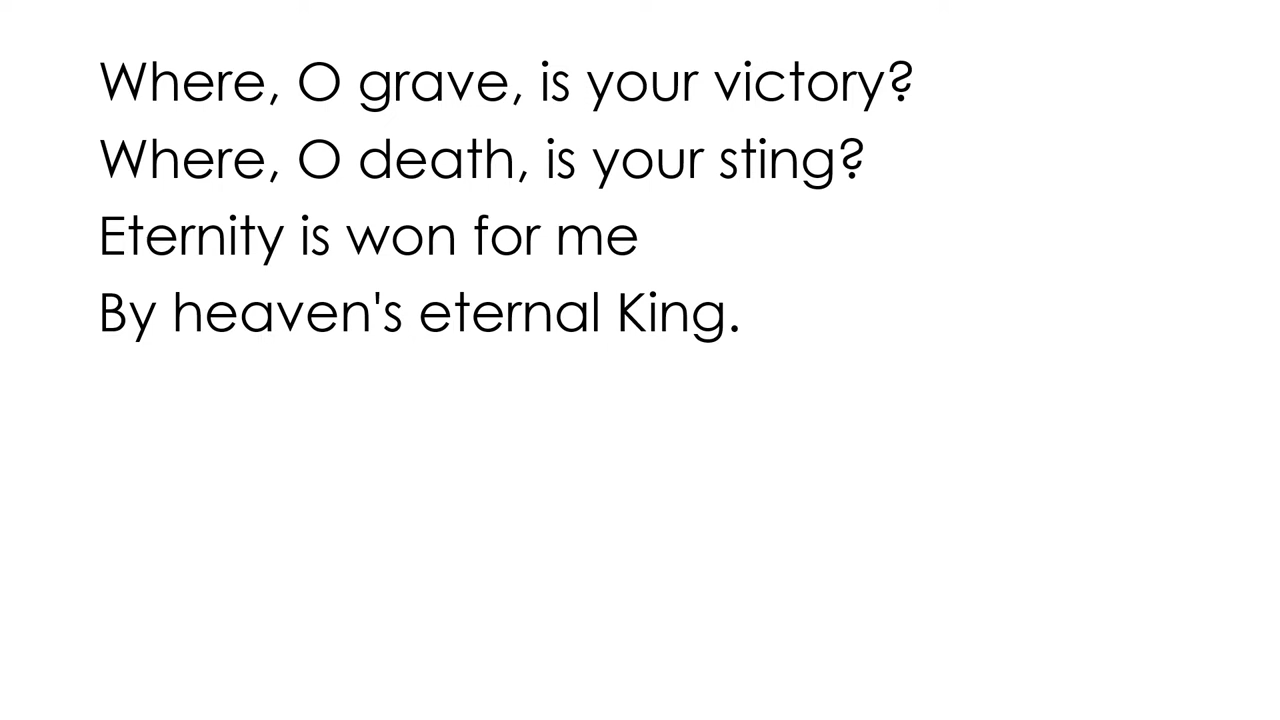 Where, O grave, is your victory?
Where, O death, is your sting?
Eternity is won for me
By heaven's eternal King.